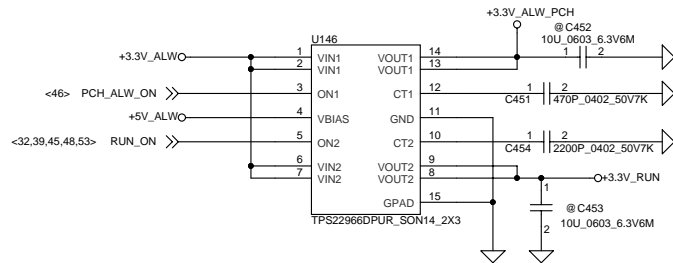 +3.3V_ALW_PCH
@C452
10U_0603_6.3V6M
U146
+3.3V_ALW
1 VIN1 VOUT1 14
2 VIN1 VOUT1 13
1 2
<46> PCH_ALW_ON
3 ON1 CT1 12
1 2
C451 470P_0402_50V7K
+5V_ALW
4 VBIAS GND 11
<32,39,45,48,53> RUN_ON
5 ON2 CT2 10
1 2
C454 2200P_0402_50V7K
6 VIN2 VOUT2 9
7 VIN2 VOUT2 8
+3.3V_RUN
GPAD 15
1
@C453
10U_0603_6.3V6M
2
TPS22966DPUR_SON14_2X3